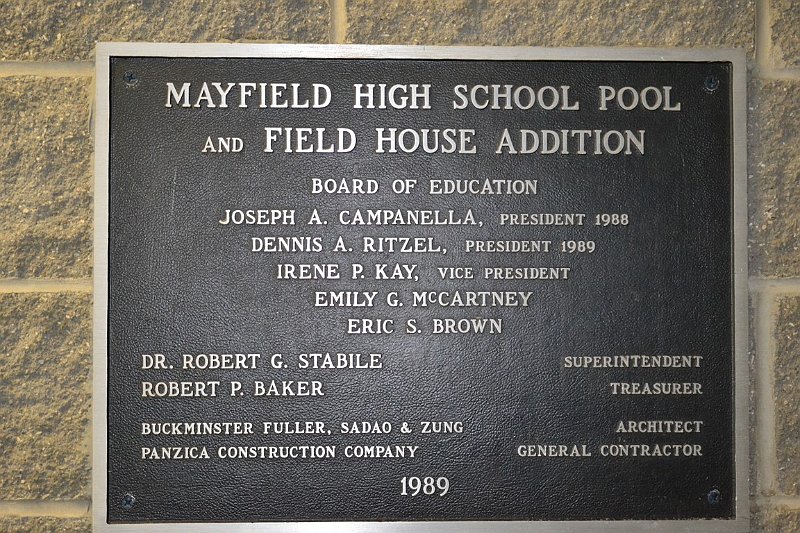 MAYFIELD HIGH SCHOOL POOL
AND FIELD HOUSE ADDITION
BOARD OF EDUCATION
JOSEPH A. CAMPANELLA, PRESIDENT 1988
DENNIS A. RITZEL, PRESIDENT 1989
IRENE P. KAY, VICE PRESIDENT
EMILY G. McCARTNEY
ERIC S. BROWN
DR. ROBERT G. STABILE SUPERINTENDENT
ROBERT P. BAKER TREASURER
BUCKMINSTER FULLER, SADAO & ZUNG ARCHITECT
PANZICA CONSTRUCTION COMPANY GENERAL CONTRACTOR
1989